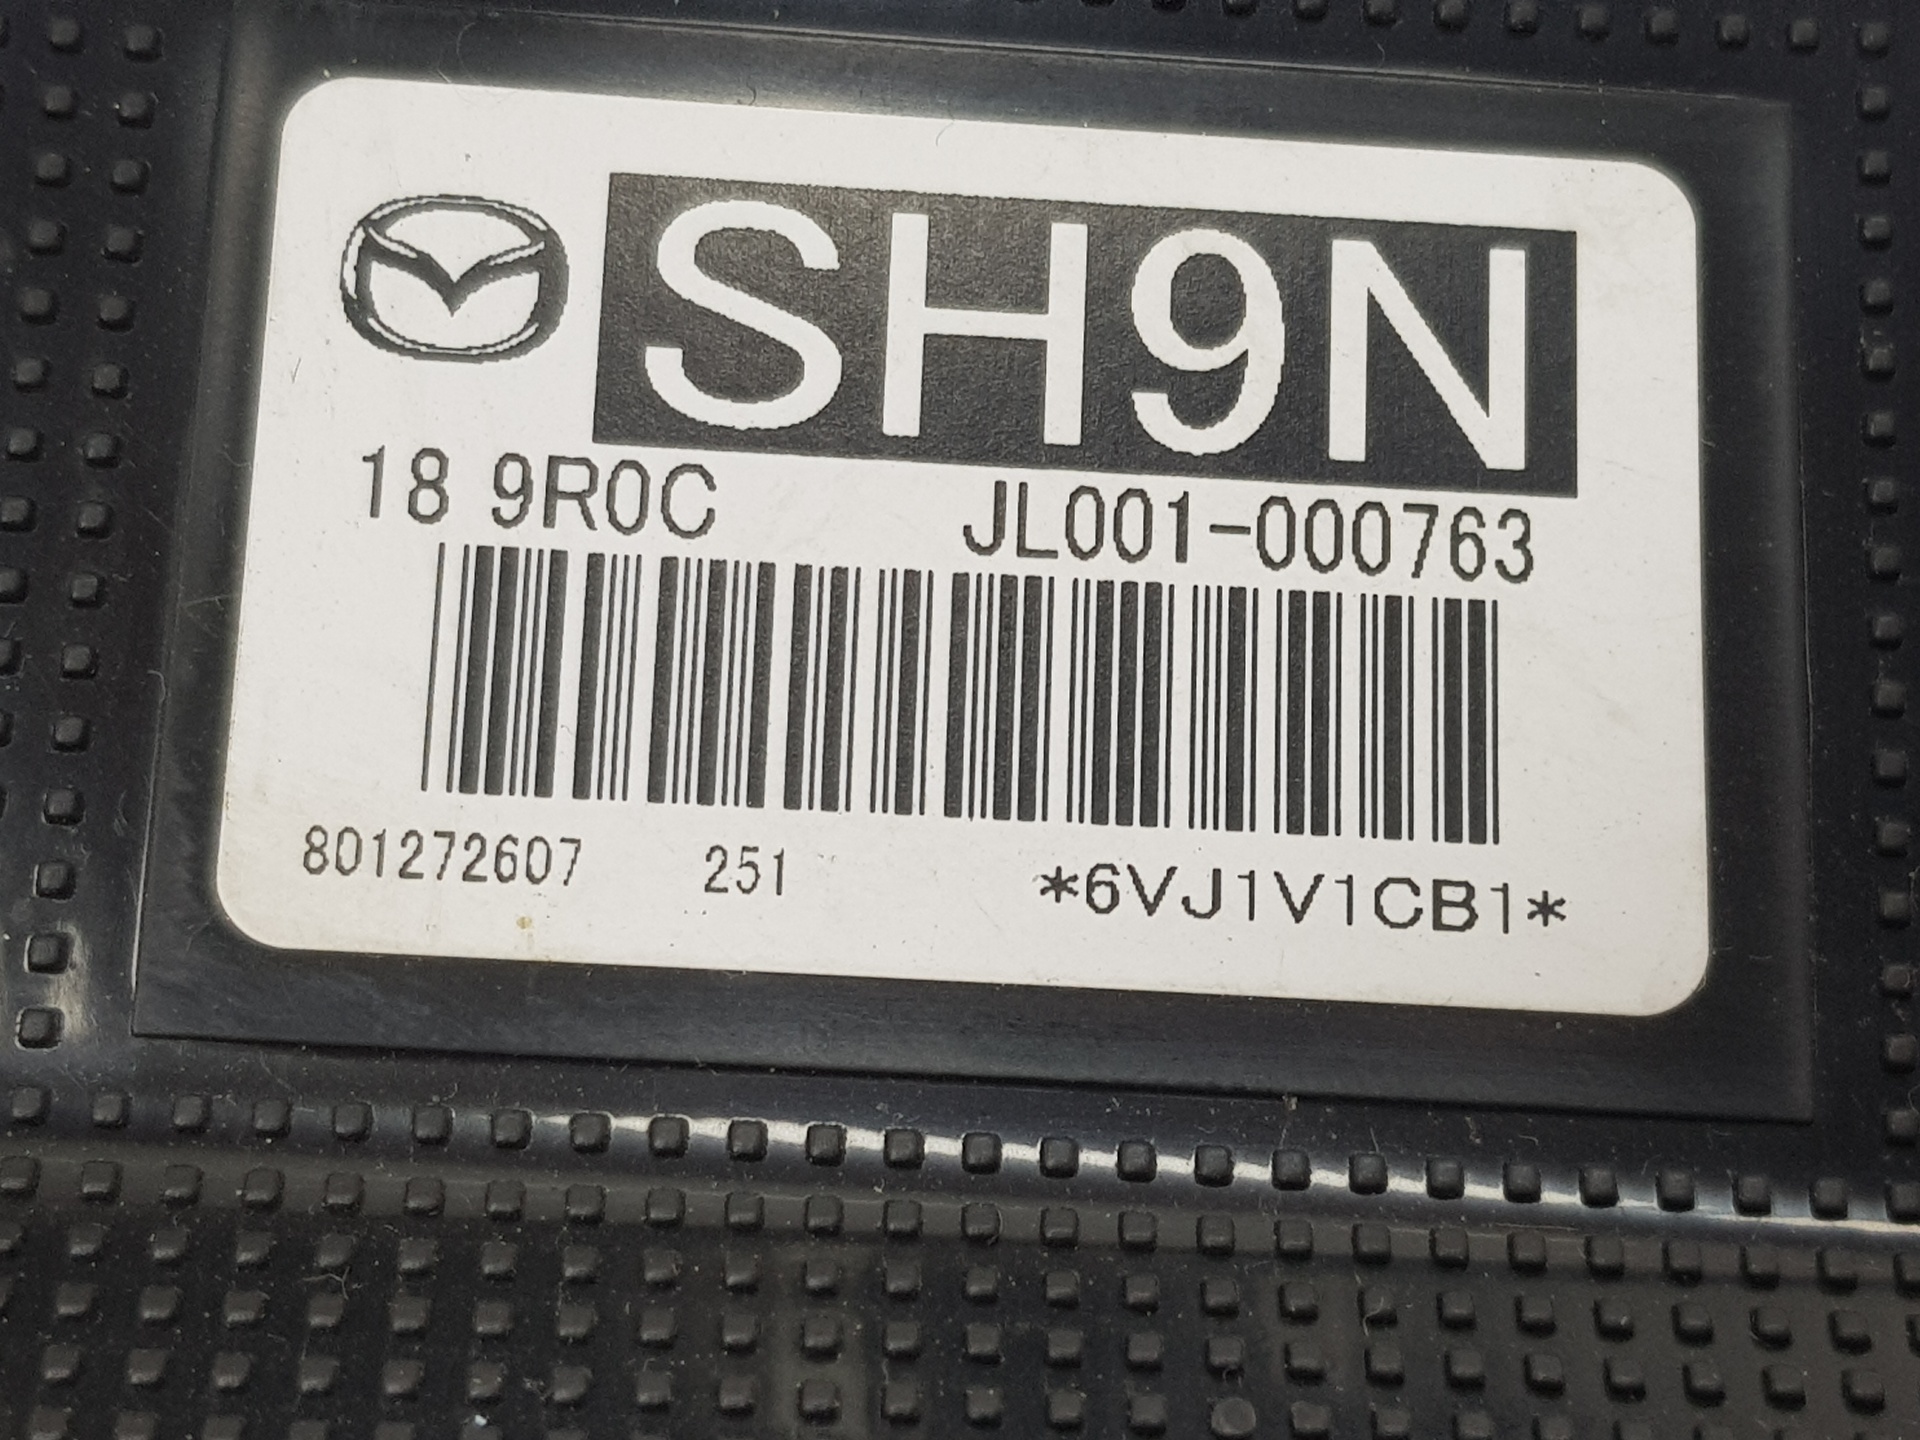 SH9N
18 9R0C JL001-000763
801272607 251 *6VJ1V1CB1*